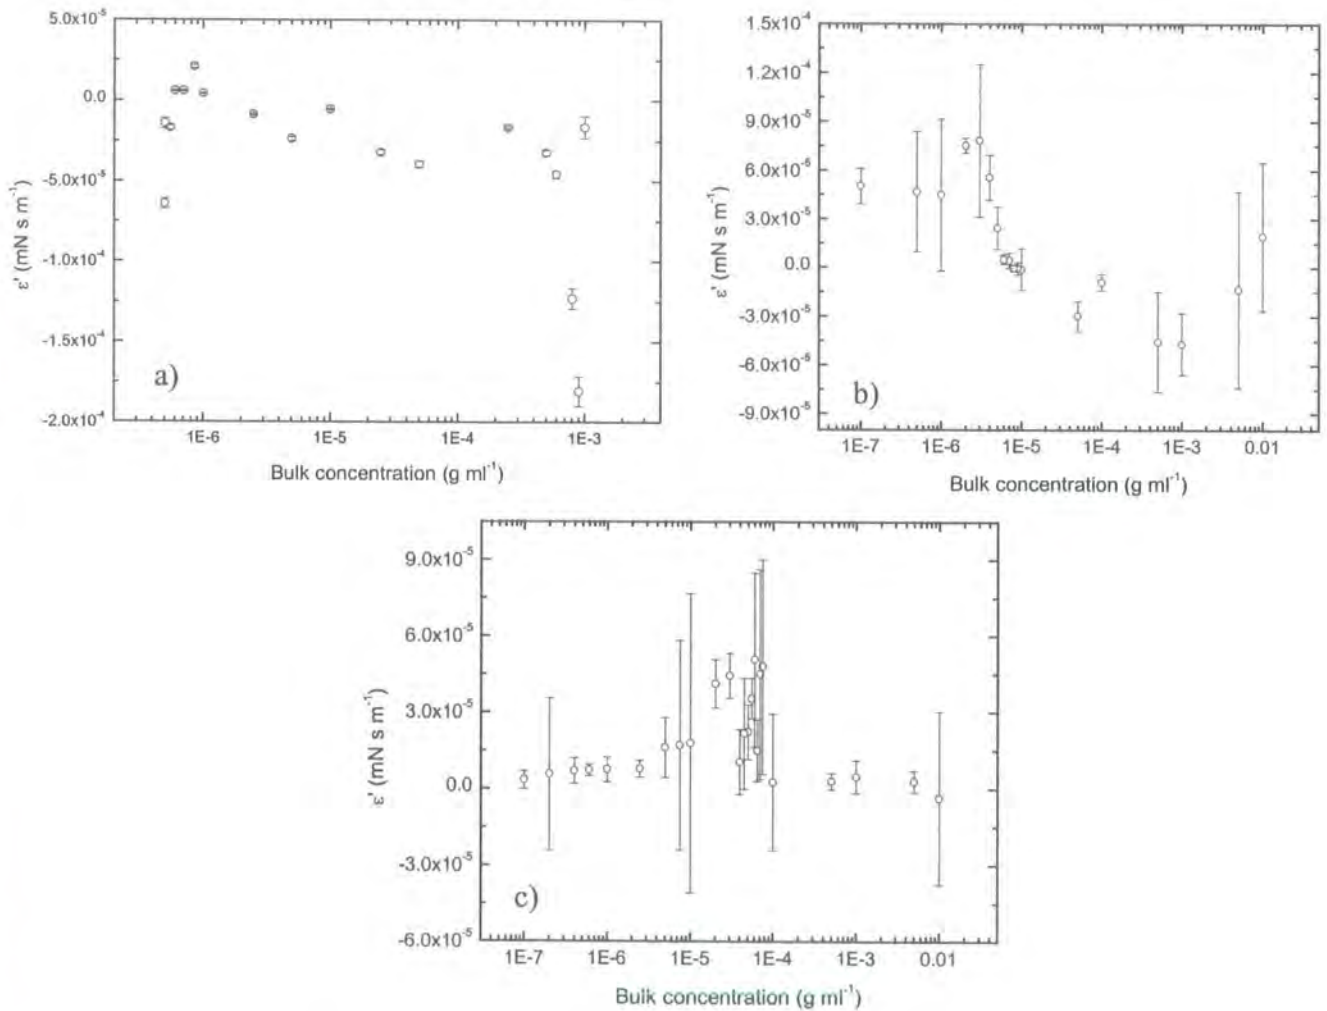 5.0x10⁻⁵
0.0
-5.0x10⁻⁵
-1.0x10⁻⁴
-1.5x10⁻⁴
-2.0x10⁻⁴
ε' (mN s m⁻¹)
a)
1E-6 1E-5 1E-4 1E-3
Bulk concentration (g ml⁻¹)
1.5x10⁻⁴
1.2x10⁻⁴
9.0x10⁻⁵
6.0x10⁻⁵
3.0x10⁻⁵
0.0
-3.0x10⁻⁵
-6.0x10⁻⁵
-9.0x10⁻⁵
ε' (mN s m⁻¹)
b)
1E-7 1E-6 1E-5 1E-4 1E-3 0.01
Bulk concentration (g ml⁻¹)
9.0x10⁻⁵
6.0x10⁻⁵
3.0x10⁻⁵
0.0
-3.0x10⁻⁵
-6.0x10⁻⁵
ε' (mN s m⁻¹)
c)
1E-7 1E-6 1E-5 1E-4 1E-3 0.01
Bulk concentration (g ml⁻¹)